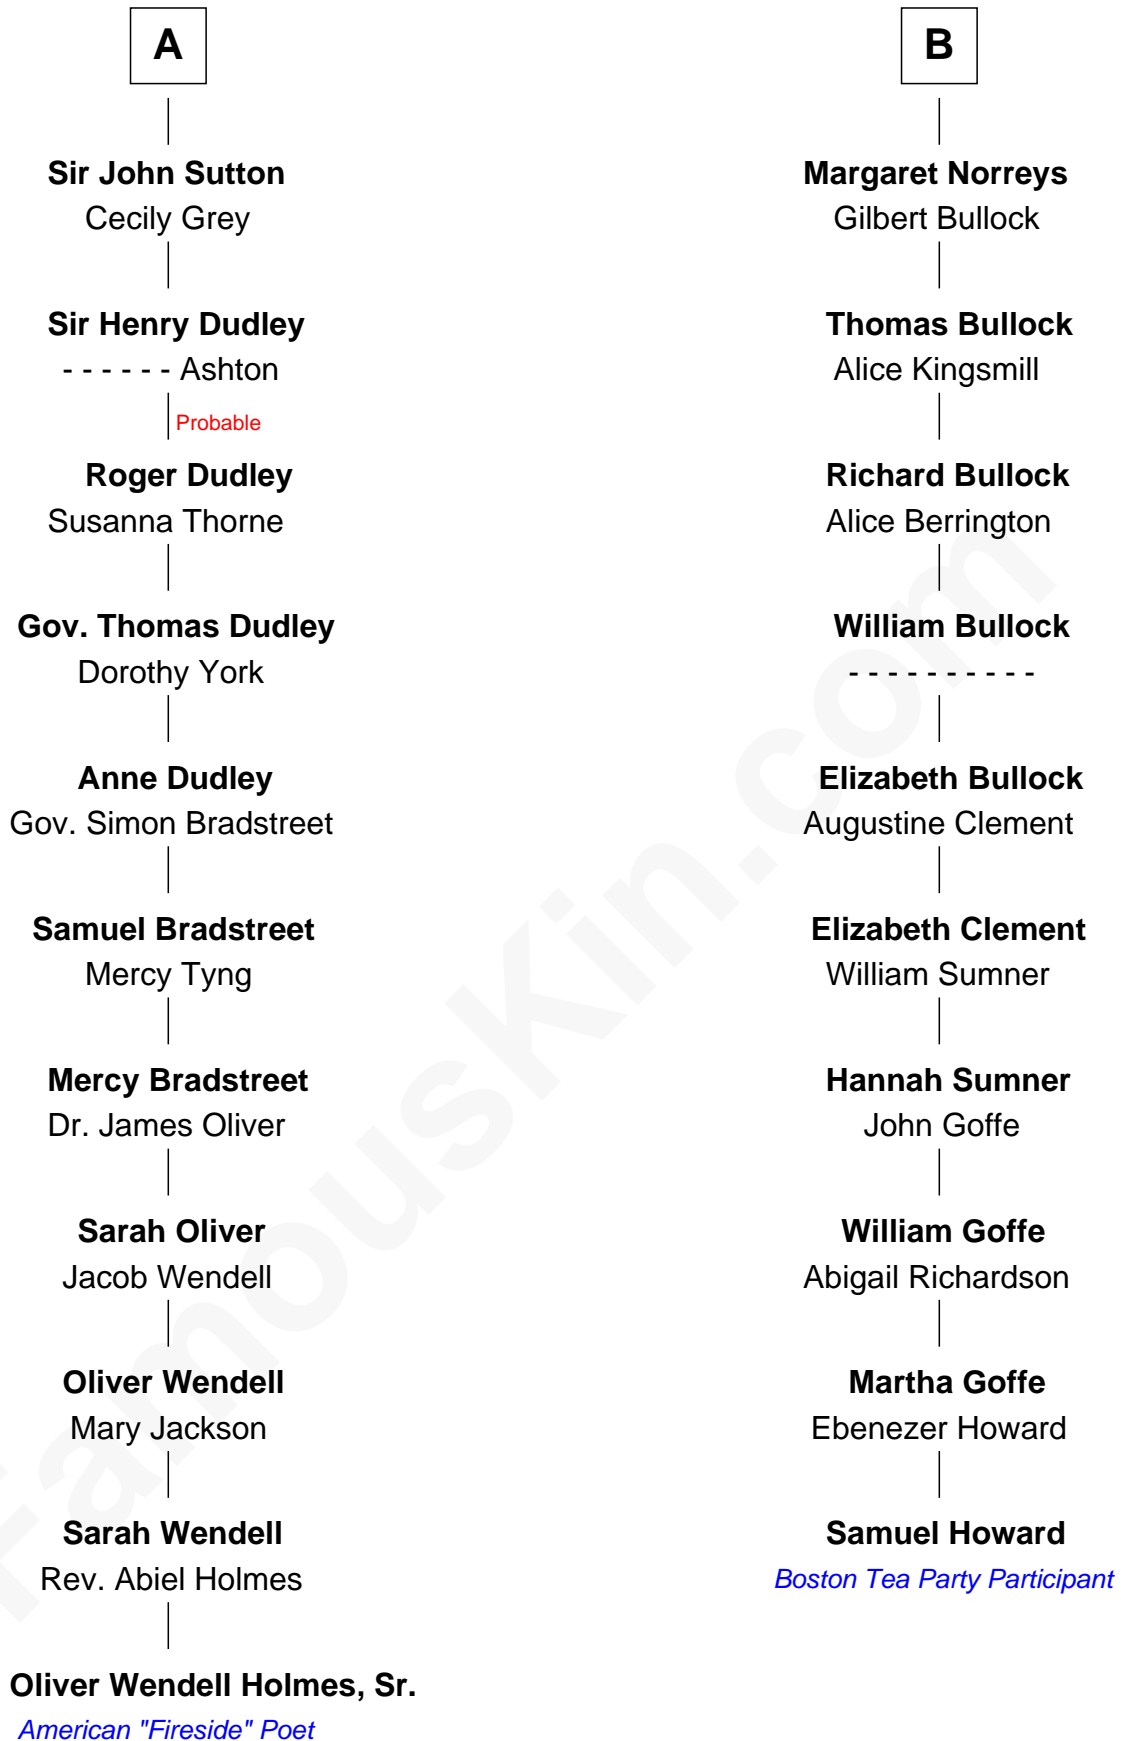 A
Sir John Sutton
Cecily Grey
Sir Henry Dudley
- - - - - - Ashton
Probable
Roger Dudley
Susanna Thorne
Gov. Thomas Dudley
Dorothy York
Anne Dudley
Gov. Simon Bradstreet
Samuel Bradstreet
Mercy Tyng
Mercy Bradstreet
Dr. James Oliver
Sarah Oliver
Jacob Wendell
Oliver Wendell
Mary Jackson
Sarah Wendell
Rev. Abiel Holmes
Oliver Wendell Holmes, Sr.
American "Fireside" Poet
B
Margaret Norreys
Gilbert Bullock
Thomas Bullock
Alice Kingsmill
Richard Bullock
Alice Berrington
William Bullock
- - - - - - - - - -
Elizabeth Bullock
Augustine Clement
Elizabeth Clement
William Sumner
Hannah Sumner
John Goffe
William Goffe
Abigail Richardson
Martha Goffe
Ebenezer Howard
Samuel Howard
Boston Tea Party Participant
FamousKin.com